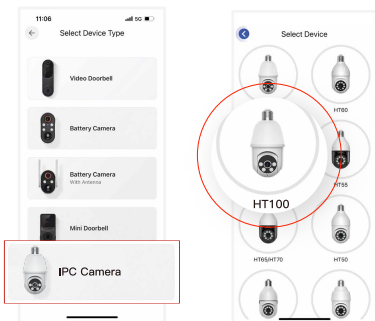 11:06
5G
Select Device Type
Video Doorbell
Battery Camera
Battery Camera
With Antenna
Mini Doorbell
IPC Camera
Select Device
HT60
HT100
HT55
HT65/HT70
HT50